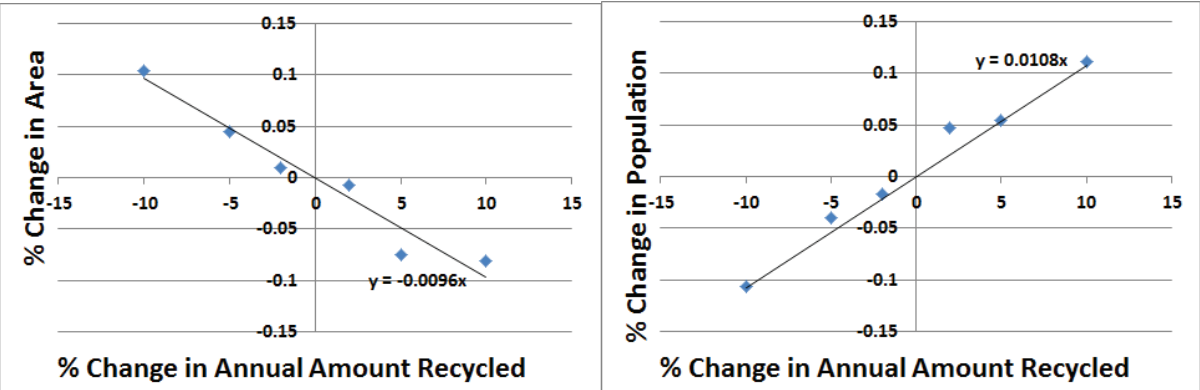 % Change in Area
0.15
0.1
0.05
0
-15 -10 -5 0 5 10 15
-0.05
-0.1
-0.15
y = -0.0096x
% Change in Annual Amount Recycled
% Change in Population
0.15
y = 0.0108x
0.1
0.05
0
-15 -10 -5 0 5 10 15
-0.05
-0.1
-0.15
% Change in Annual Amount Recycled